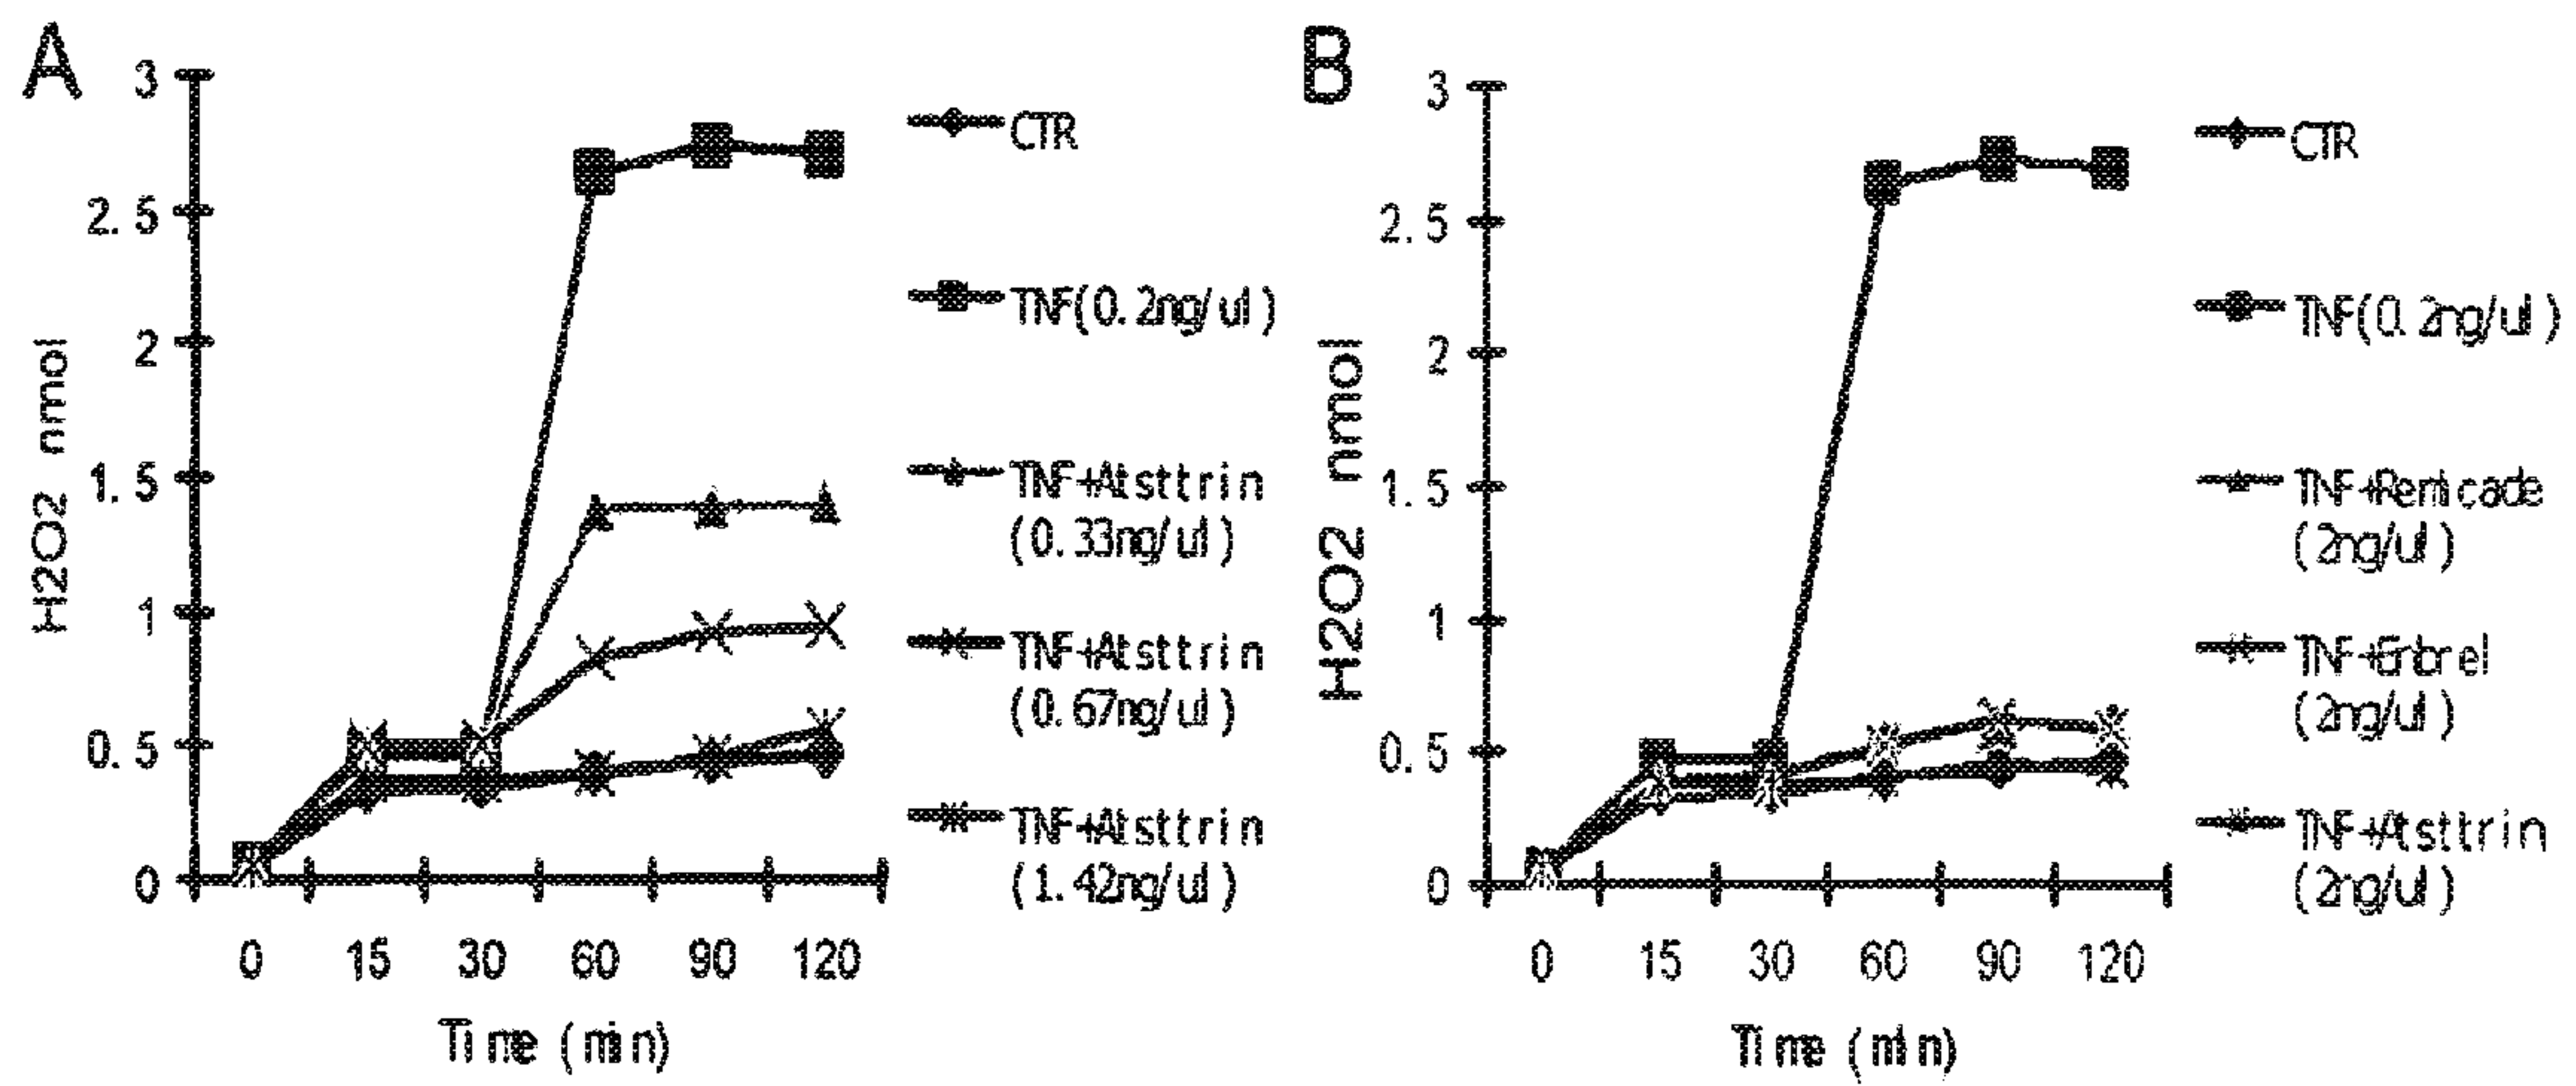 A
3
2.5
2
1.5
1
0.5
0
H2O2 nmol
0 15 30 60 90 120
Time (min)
CTR
TNF(0.2ng/ul)
TNF+Atsttrin
(0.33ng/ul)
TNF+Atsttrin
(0.67ng/ul)
TNF+Atsttrin
(1.42ng/ul)
B
3
2.5
2
1.5
1
0.5
0
H2O2 nmol
0 15 30 60 90 120
Time (min)
CTR
TNF(0.2ng/ul)
TNF+Remicade
(2ng/ul)
TNF+Enbrel
(2ng/ul)
TNF+Atsttrin
(2ng/ul)